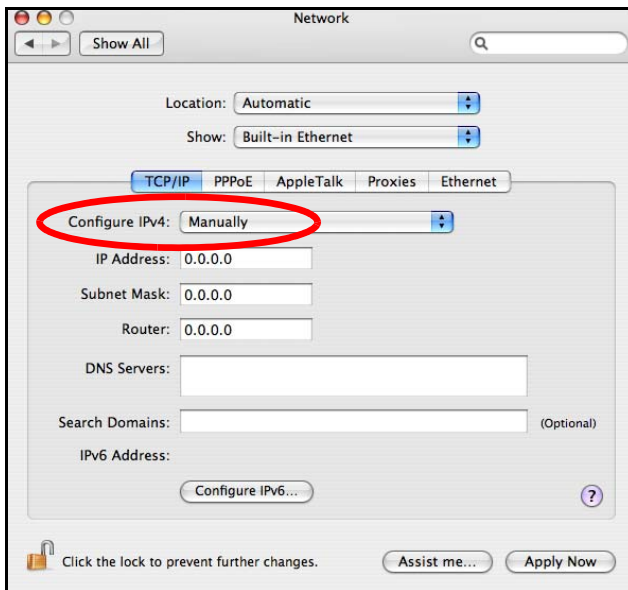 Network
Show All
Location: Automatic
Show: Built-in Ethernet
TCP/IP PPPoE AppleTalk Proxies Ethernet
Configure IPv4: Manually
IP Address: 0.0.0.0
Subnet Mask: 0.0.0.0
Router: 0.0.0.0
DNS Servers:
Search Domains: (Optional)
IPv6 Address:
Configure IPv6...
?
Click the lock to prevent further changes. Assist me... Apply Now